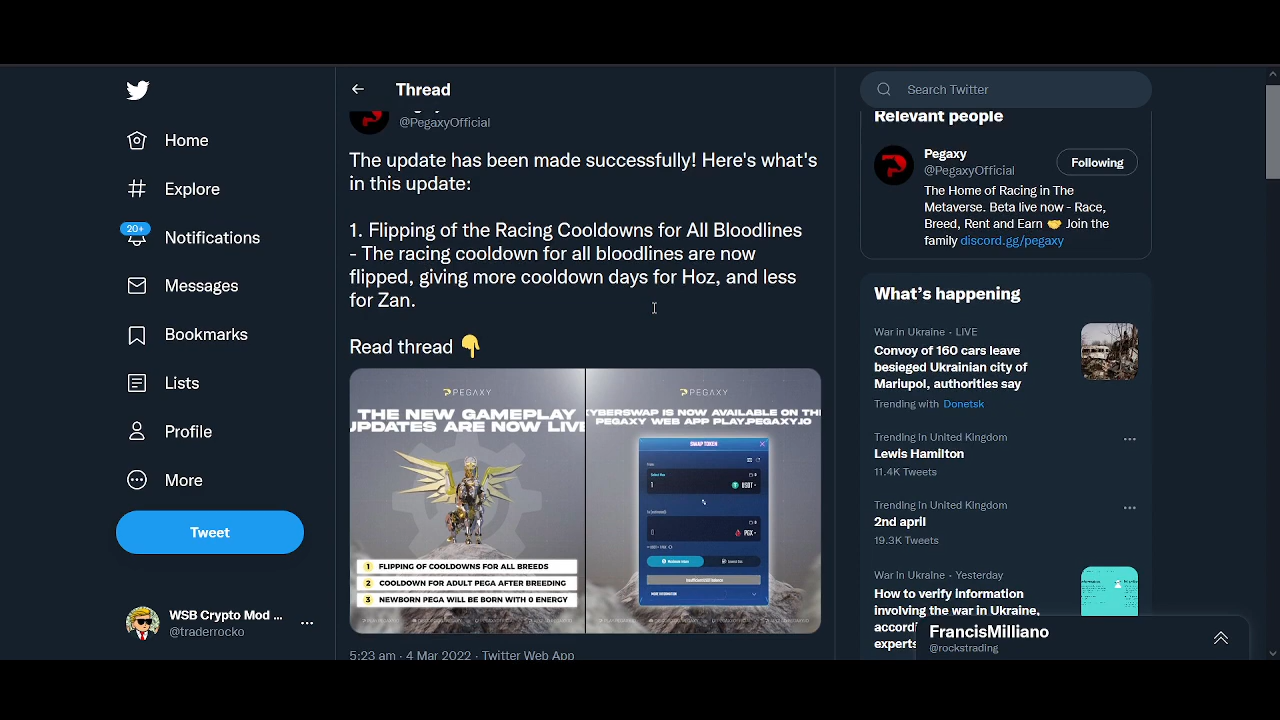 Home
Explore
20+
Notifications
Messages
Bookmarks
Lists
Profile
More
Tweet
WSB Crypto Mod ...
@traderrocko
Thread
@PegaxyOfficial
The update has been made successfully! Here's what's
in this update:
1. Flipping of the Racing Cooldowns for All Bloodlines
- The racing cooldown for all bloodlines are now
flipped, giving more cooldown days for Hoz, and less
for Zan.
Read thread
PEGAXY
THE NEW GAMEPLAY
UPDATES ARE NOW LIVE
1 FLIPPING OF COOLDOWNS FOR ALL BREEDS
2 COOLDOWN FOR ADULT PEGA AFTER BREEDING
3 NEWBORN PEGA WILL BE BORN WITH 0 ENERGY
PEGAXY
YBERSWAP IS NOW AVAILABLE ON TH
PEGAXY WEB APP PLAY.PEGAXY.IO
SWAP TOKEN
1
USDT
0
PGX
5:23 am · 4 Mar 2022 · Twitter Web App
Search Twitter
Relevant people
Pegaxy
@PegaxyOfficial
Following
The Home of Racing in The
Metaverse. Beta live now - Race,
Breed, Rent and Earn 🤝 Join the
family discord.gg/pegaxy
What's happening
War in Ukraine · LIVE
Convoy of 160 cars leave
besieged Ukrainian city of
Mariupol, authorities say
Trending with Donetsk
Trending in United Kingdom
Lewis Hamilton
11.4K Tweets
Trending in United Kingdom
2nd april
19.3K Tweets
War in Ukraine · Yesterday
How to verify information
involving the war in Ukraine,
accord
experts
FrancisMilliano
@rockstrading